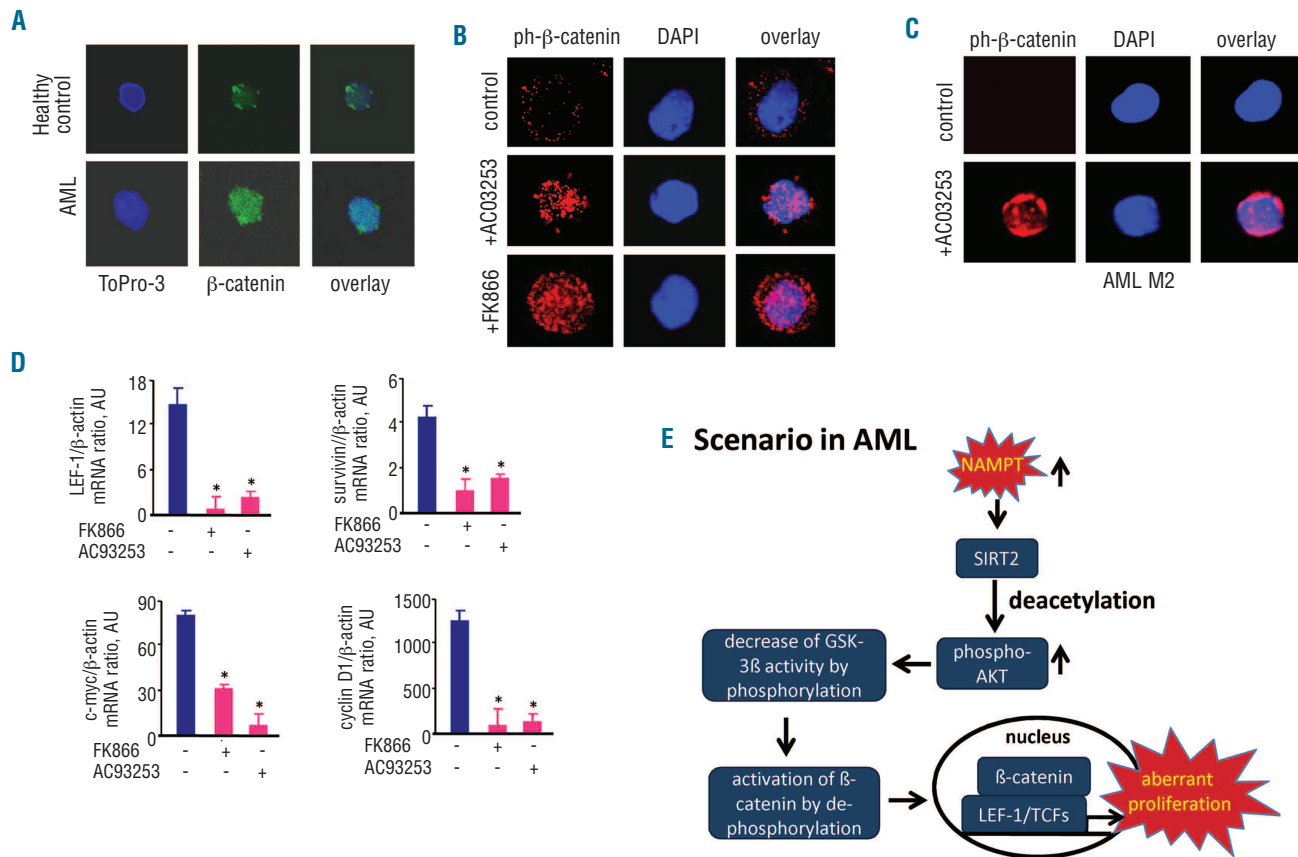 A
Healthy
control
AML
ToPro-3 β-catenin overlay
B
ph-β-catenin DAPI overlay
control
+AC03253
+FK866
C
ph-β-catenin DAPI overlay
control
+AC03253
AML M2
D
LEF-1/β-actin
mRNA ratio, AU
18
12
6
0
*
*
FK866 - + -
AC93253 - - +
survivin//β-actin
mRNA ratio, AU
6
4
2
0
*
*
FK866 - + -
AC93253 - - +
c-myc/β-actin
mRNA ratio, AU
90
60
30
0
*
*
FK866 - + -
AC93253 - - +
cyclin D1/β-actin
mRNA ratio, AU
1500
1000
500
0
*
*
FK866 - + -
AC93253 - - +
E Scenario in AML
NAMPT
SIRT2
deacetylation
phospho-
AKT
decrease of GSK-
3ß activity by
phosphorylation
activation of ß-
catenin by de-
phosphorylation
nucleus
ß-catenin
LEF-1/TCFs
aberrant
proliferation